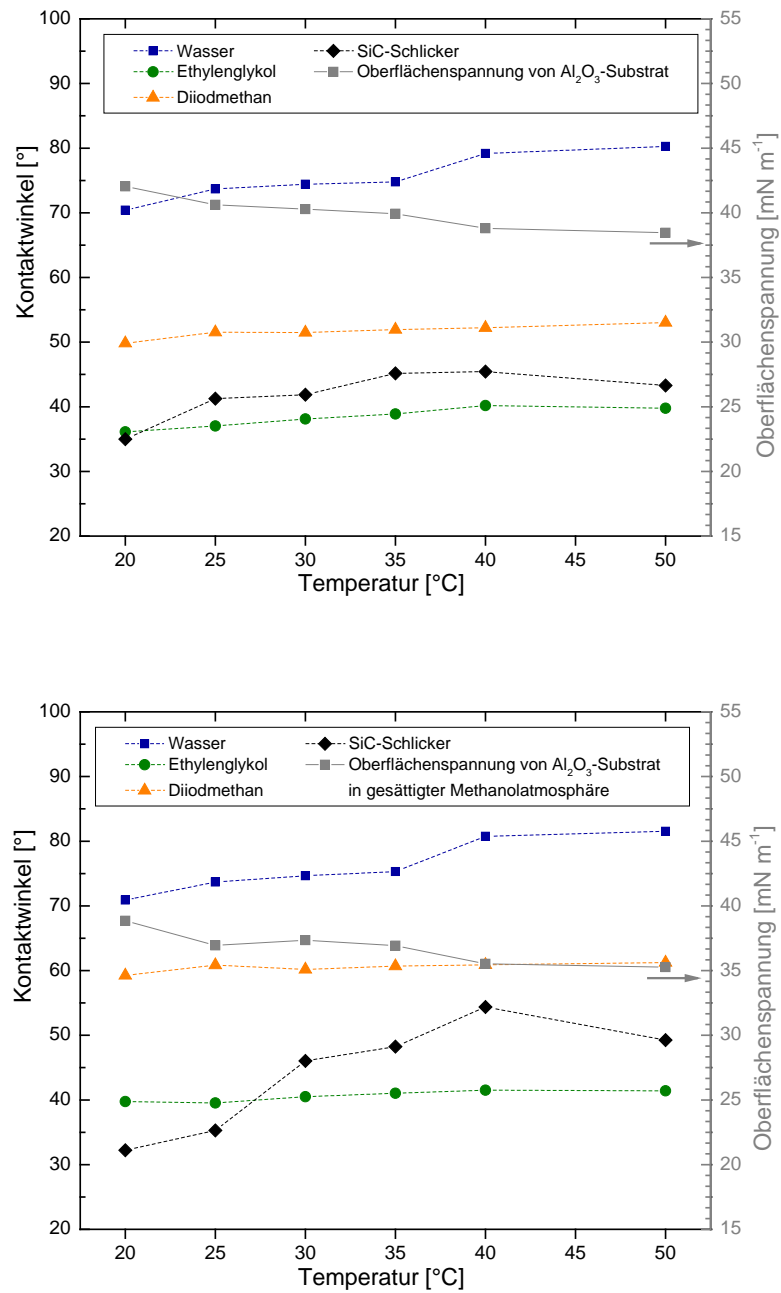 100
90
80
70
60
50
40
30
20
Kontaktwinkel [°]
Wasser
Ethylenglykol
Diiodmethan
SiC-Schlicker
Oberflächenspannung von Al₂O₃-Substrat
55
50
45
40
35
30
25
20
15
Oberflächenspannung [mN m⁻¹]
20 25 30 35 40 45 50
Temperatur [°C]
100
90
80
70
60
50
40
30
20
Kontaktwinkel [°]
Wasser
Ethylenglykol
Diiodmethan
SiC-Schlicker
Oberflächenspannung von Al₂O₃-Substrat
in gesättigter Methanolatmosphäre
55
50
45
40
35
30
25
20
15
Oberflächenspannung [mN m⁻¹]
20 25 30 35 40 45 50
Temperatur [°C]